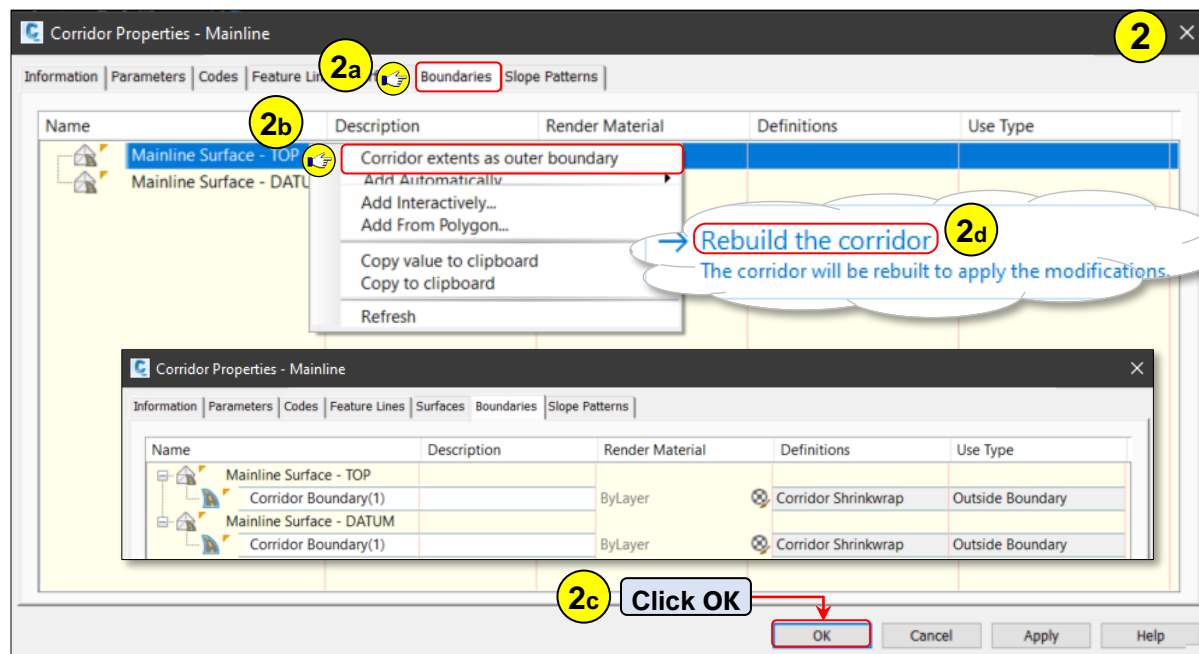 Corridor Properties - Mainline
2
Information Parameters Codes Feature Lin 2a Boundaries Slope Patterns
2b
Name Description Render Material Definitions Use Type
Mainline Surface - TOP
Mainline Surface - DATU
Corridor extents as outer boundary
Add Automatically
Add Interactively...
Add From Polygon...
Copy value to clipboard
Copy to clipboard
Refresh
→ Rebuild the corridor 2d
The corridor will be rebuilt to apply the modifications.
Corridor Properties - Mainline
Information Parameters Codes Feature Lines Surfaces Boundaries Slope Patterns
Name Description Render Material Definitions Use Type
Mainline Surface - TOP
Corridor Boundary(1) ByLayer Corridor Shrinkwrap Outside Boundary
Mainline Surface - DATUM
Corridor Boundary(1) ByLayer Corridor Shrinkwrap Outside Boundary
2c Click OK
OK Cancel Apply Help